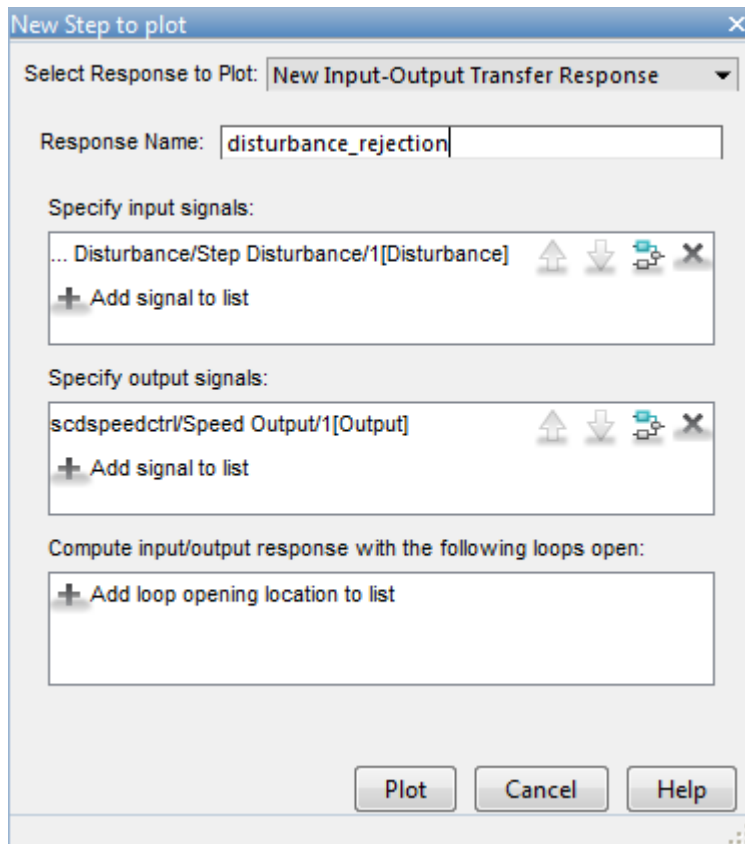 New Step to plot
Select Response to Plot: New Input-Output Transfer Response
Response Name: disturbance_rejection
Specify input signals:
... Disturbance/Step Disturbance/1[Disturbance]
Add signal to list
Specify output signals:
scdspeedctrl/Speed Output/1[Output]
Add signal to list
Compute input/output response with the following loops open:
Add loop opening location to list
Plot Cancel Help